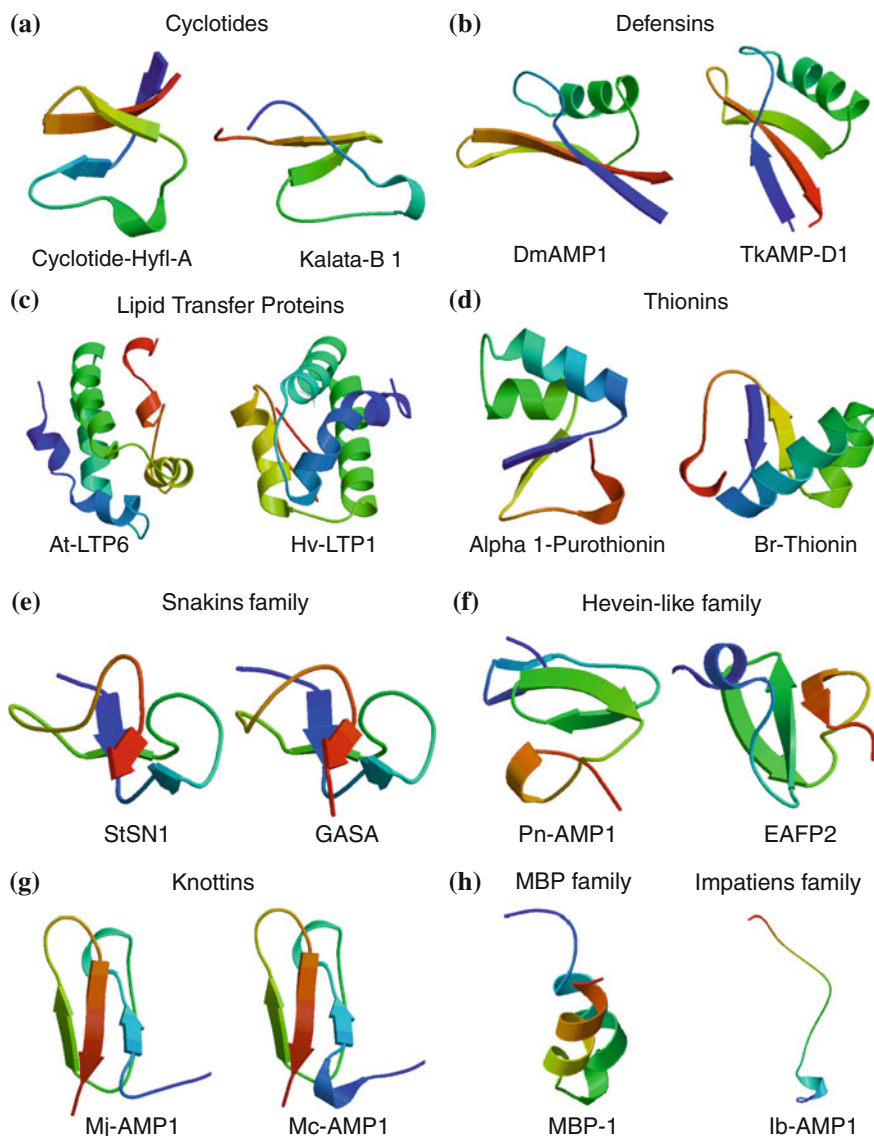 (a) Cyclotides
(b) Defensins
Cyclotide-Hyfl-A Kalata-B 1
DmAMP1 TkAMP-D1
(c) Lipid Transfer Proteins
(d) Thionins
At-LTP6 Hv-LTP1
Alpha 1-Purothionin Br-Thionin
(e) Snakins family
(f) Hevein-like family
StSN1 GASA
Pn-AMP1 EAFP2
(g) Knottins
(h) MBP family Impatiens family
Mj-AMP1 Mc-AMP1
MBP-1 Ib-AMP1